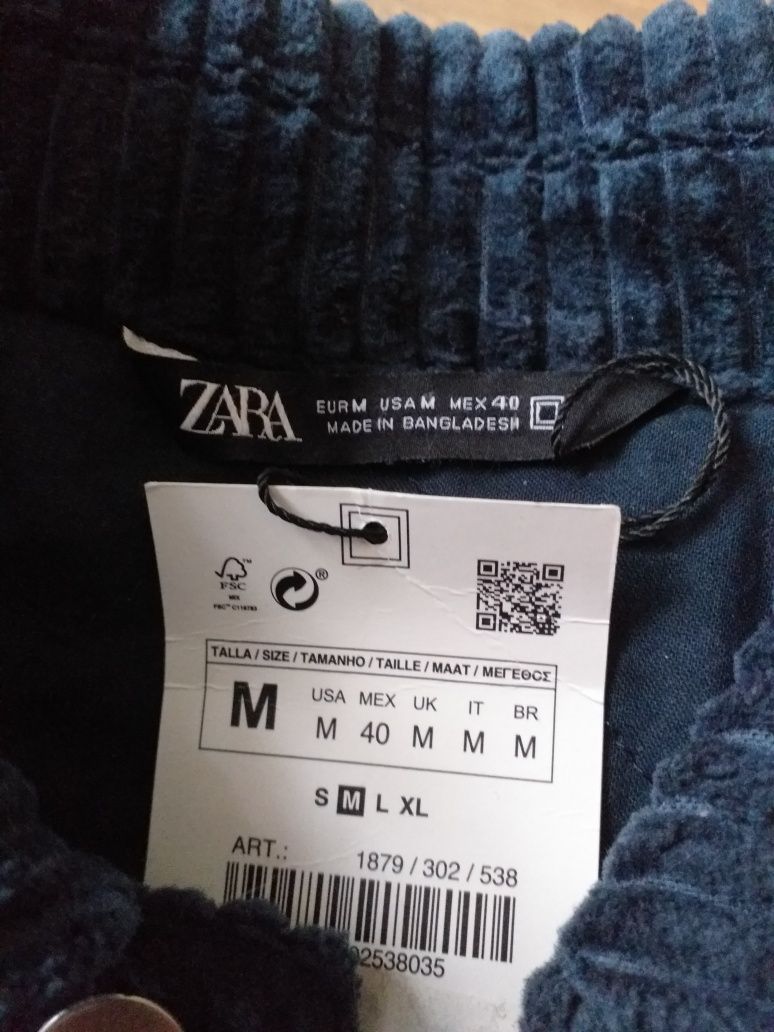 ZARA
EUR M USA M MEX 40
MADE IN BANGLADESH
FSC™
MIX
®
TALLA / SIZE / TAMANHO / TAILLE / MAAT / ΜΕΓΕΘΟΣ
M
USA MEX UK IT BR
M 40 M M M
S M L XL
ART.:
1879 / 302 / 538
02538035